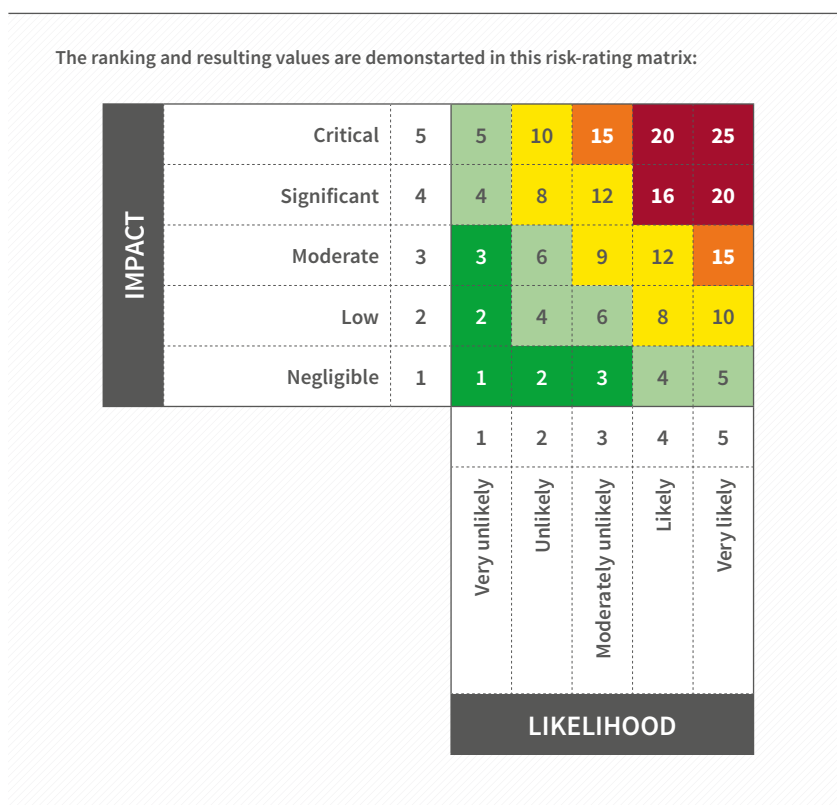 The ranking and resulting values are demonstarted in this risk-rating matrix:
IMPACT
Critical 5 5 10 15 20 25
Significant 4 4 8 12 16 20
Moderate 3 3 6 9 12 15
Low 2 2 4 6 8 10
Negligible 1 1 2 3 4 5
1 2 3 4 5
Very unlikely
Unlikely
Moderately unlikely
Likely
Very likely
LIKELIHOOD